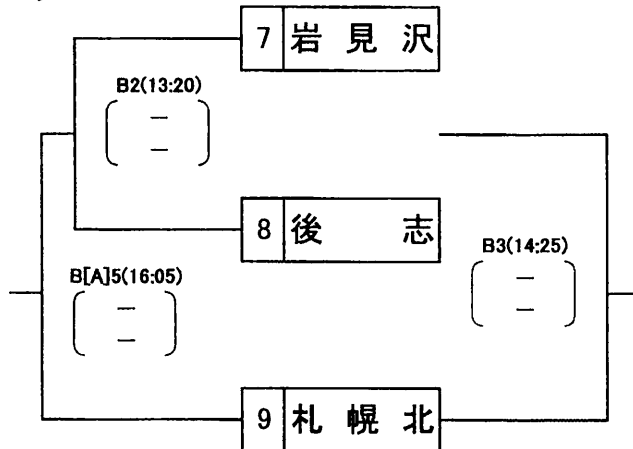 7 岩見沢
B2(13:20)
—
—
8 後志
B3(14:25)
—
—
B[A]5(16:05)
—
—
9 札幌北